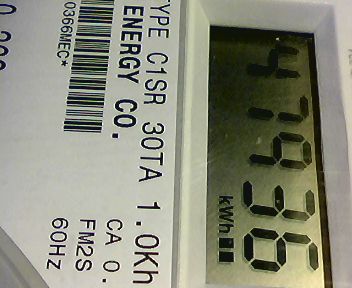 47936
kWh
TYPE C1SR 30TA 1.0Kh
ENERGY CO.
CA 0.
FM2S
0366MEC*
60HZ